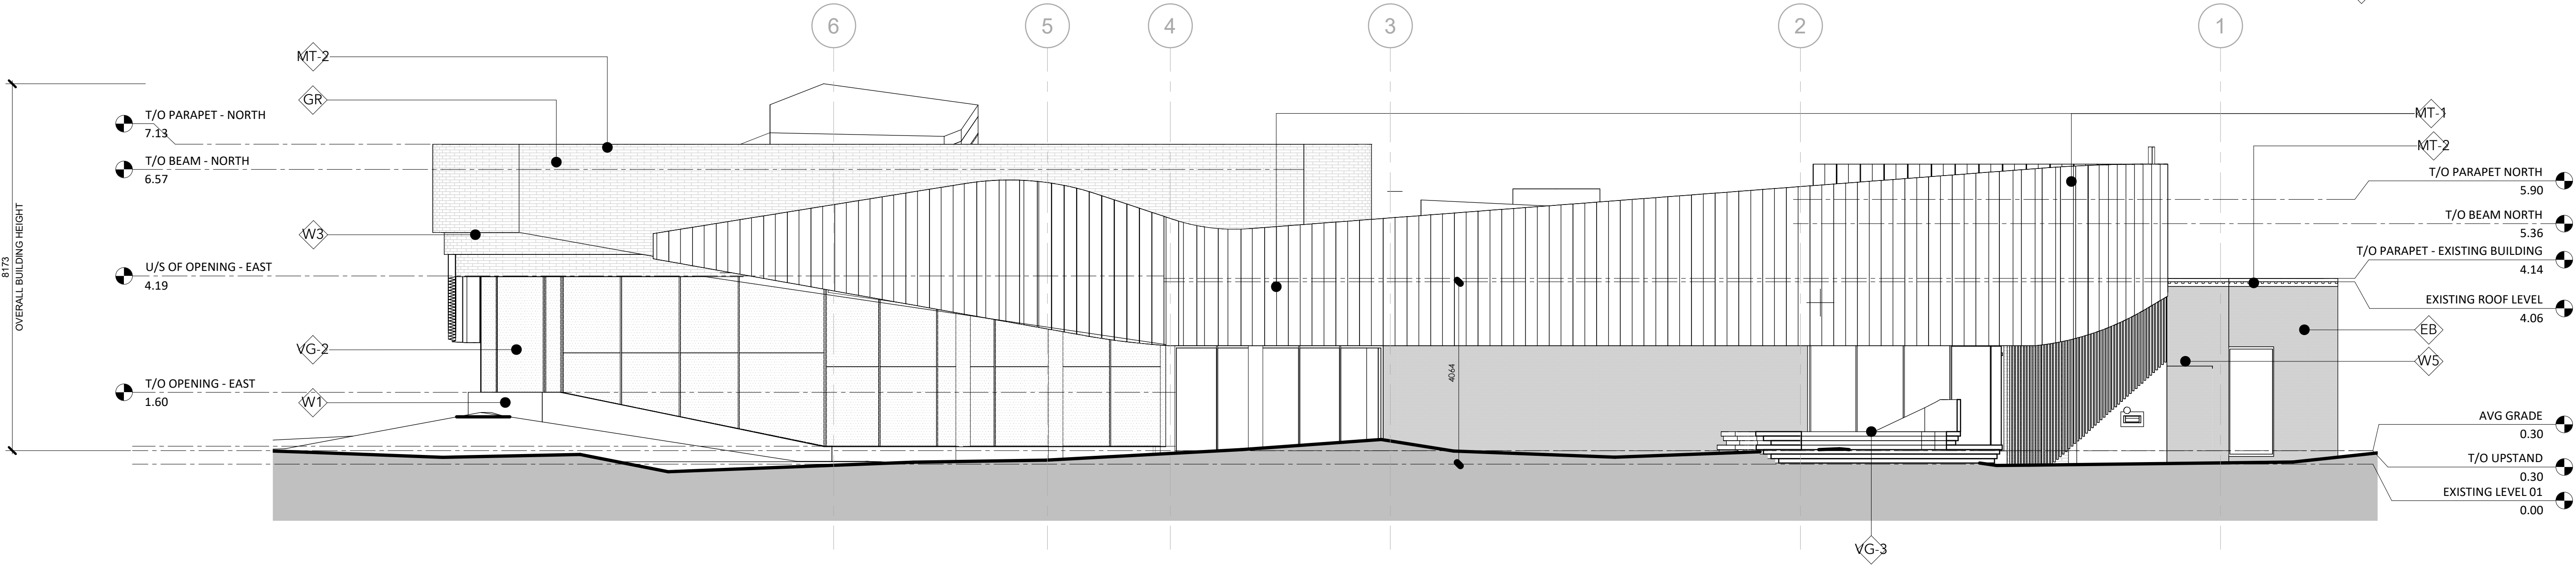 6
5
4
3
2
1
MT-2
GR
T/O PARAPET - NORTH
7.13
T/O BEAM - NORTH
6.57
W3
8173
OVERALL BUILDING HEIGHT
U/S OF OPENING - EAST
4.19
VG-2
T/O OPENING - EAST
1.60
W1
4064
MT-1
MT-2
T/O PARAPET NORTH
5.90
T/O BEAM NORTH
5.36
T/O PARAPET - EXISTING BUILDING
4.14
EXISTING ROOF LEVEL
4.06
EB
W5
AVG GRADE
0.30
T/O UPSTAND
0.30
EXISTING LEVEL 01
0.00
VG-3